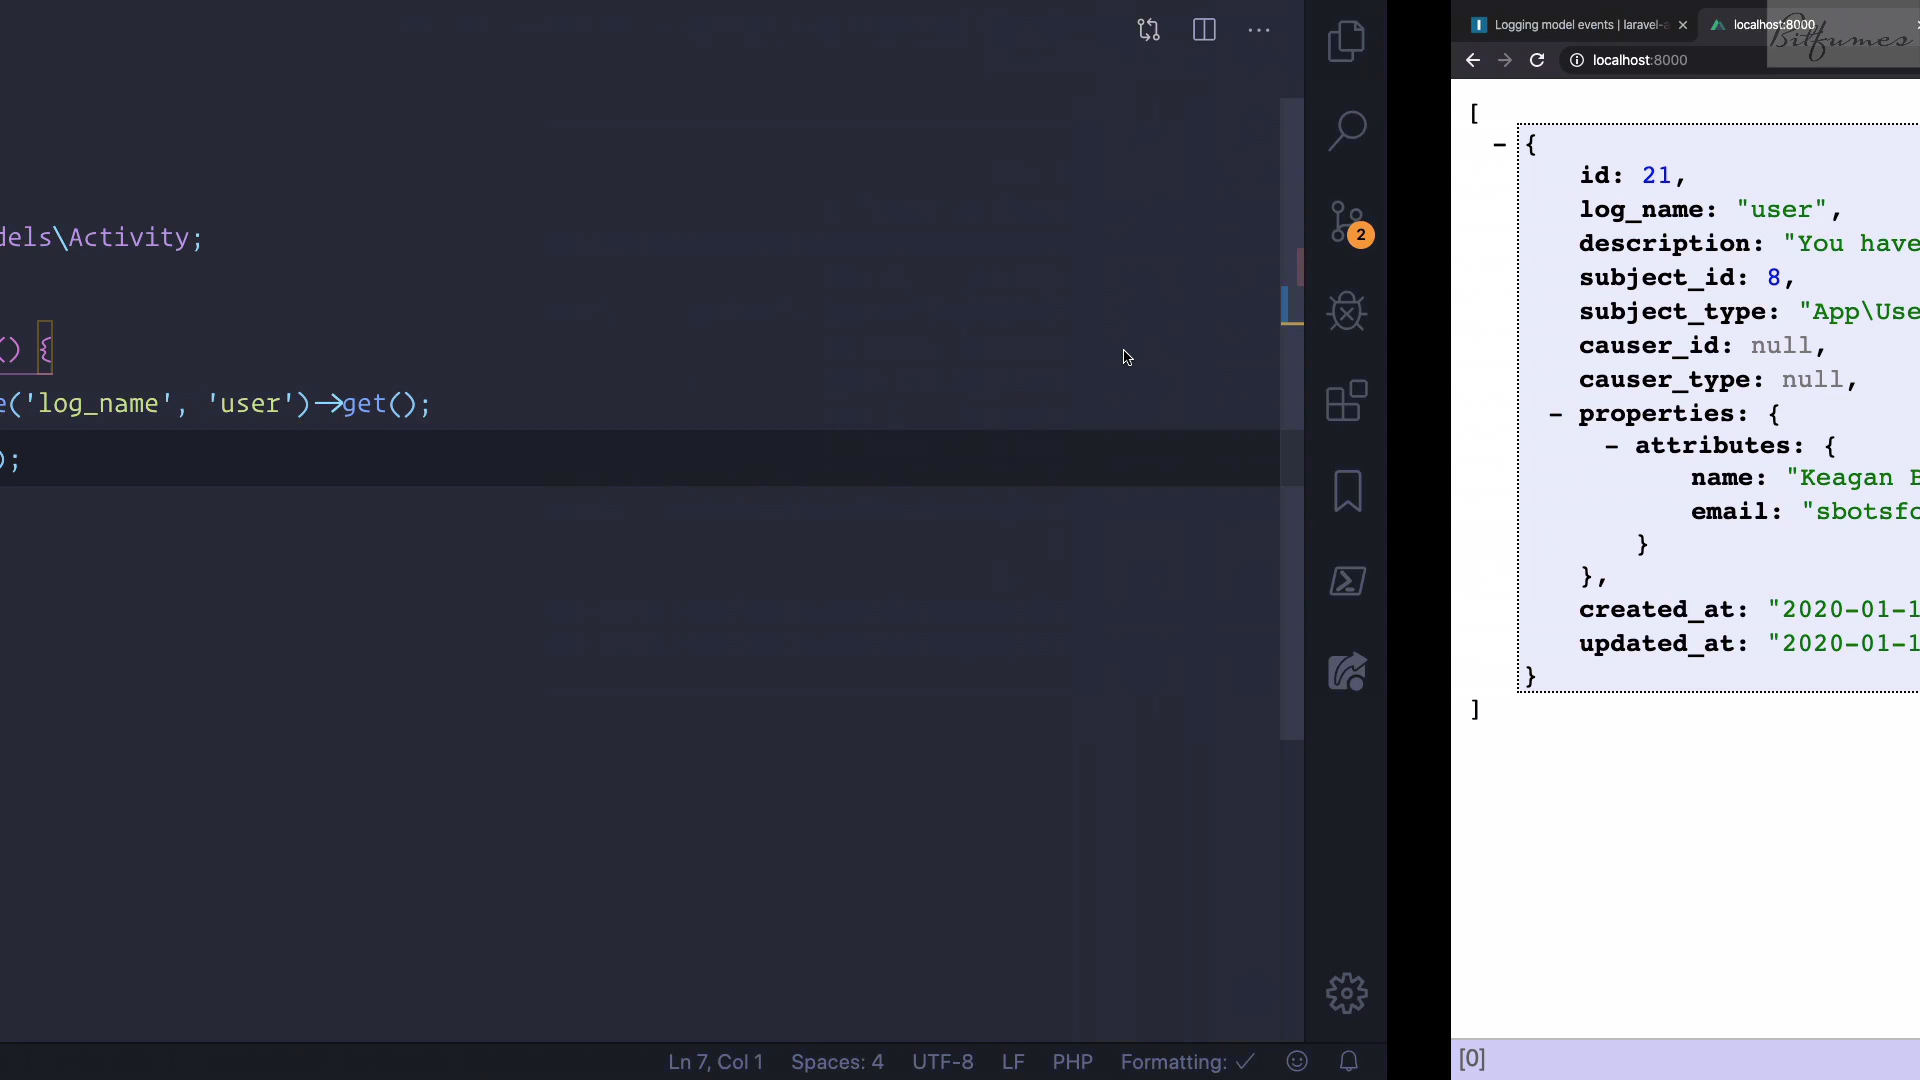 dels\Activity;
() {
e('log_name', 'user')→get();
);
2
Ln 7, Col 1 Spaces: 4 UTF-8 LF PHP Formatting: ✓
Logging model events | laravel-a
localhost:8000
Bitfumes
localhost:8000
[
- {
id: 21,
log_name: "user",
description: "You have
subject_id: 8,
subject_type: "App\Use
causer_id: null,
causer_type: null,
- properties: {
- attributes: {
name: "Keagan B
email: "sbotsfo
}
},
created_at: "2020-01-1
updated_at: "2020-01-1
}
]
[0]